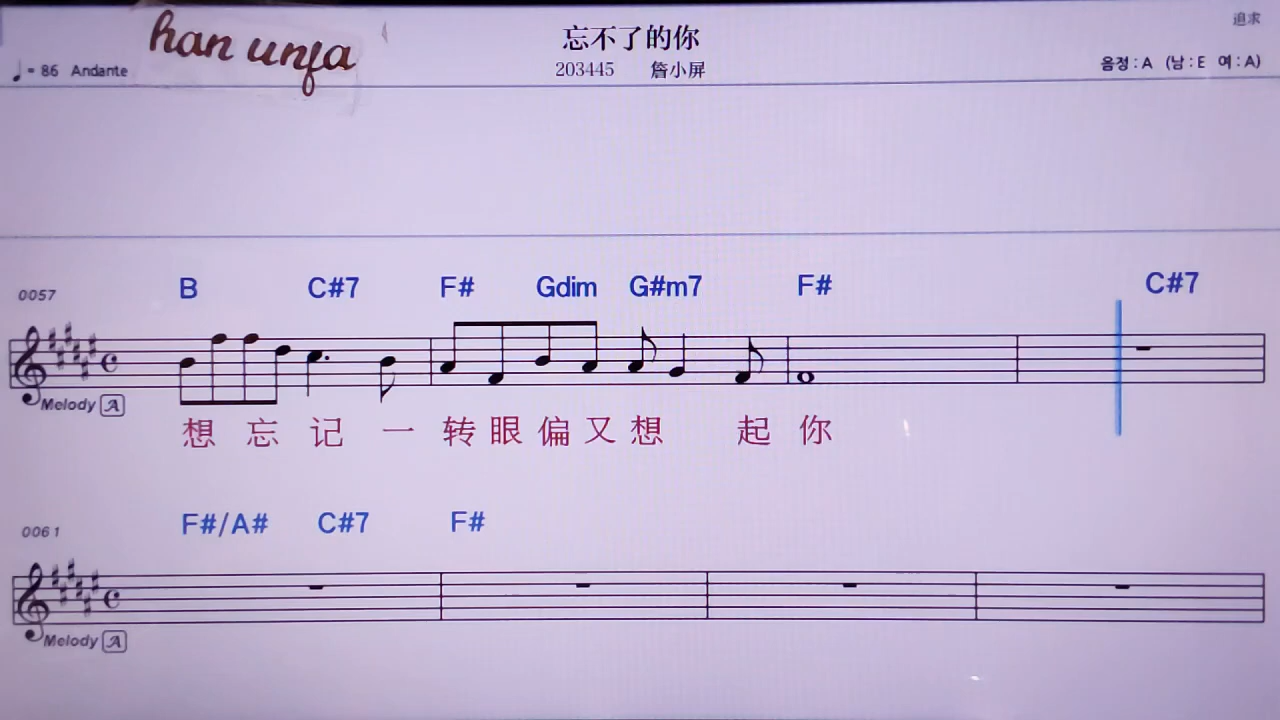 han unfa
忘不了的你
追求
♩= 86 Andante
203445 詹小屏
음정 : A (남 : E 여 : A)
0057
B C#7 F# Gdim G#m7 F# C#7
Melody A
想 忘 记 一 转 眼 偏 又 想 起 你
0061
F#/A# C#7 F#
Melody A